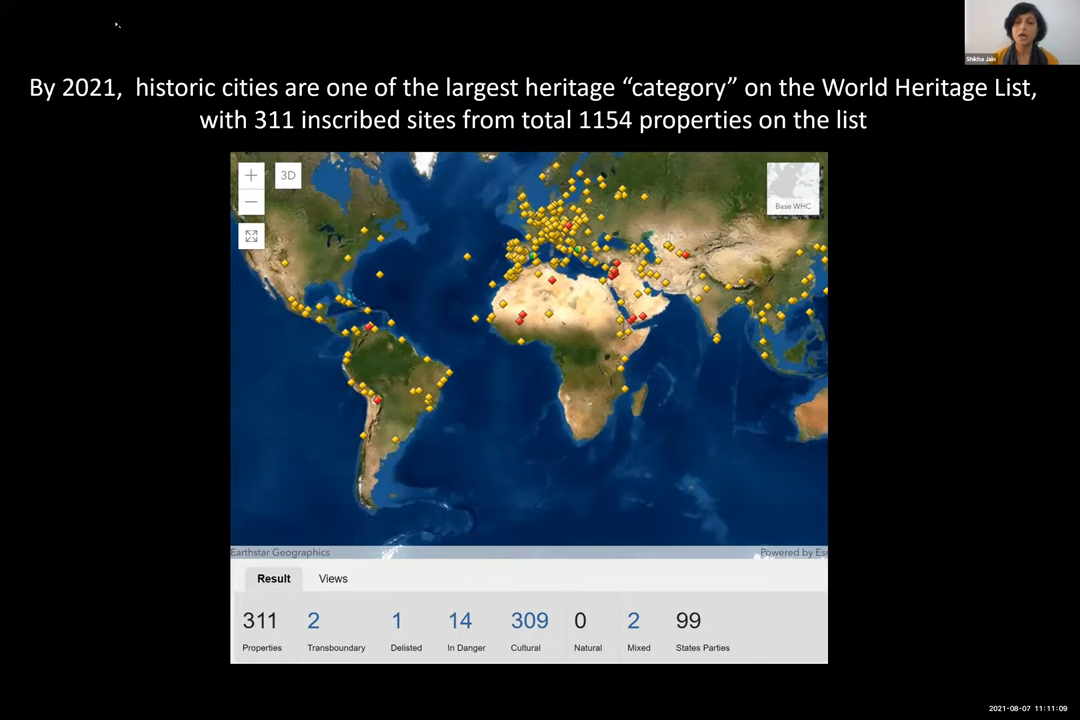 Shikha Jain
By 2021,  historic cities are one of the largest heritage “category” on the World Heritage List,
with 311 inscribed sites from total 1154 properties on the list
3D
Base WHC
Earthstar Geographics
Powered by Esr
Result
Views
311
2
1
14
309
0
2
99
Properties
Transboundary
Delisted
In Danger
Cultural
Natural
Mixed
States Parties
2021-08-07 11:11:09